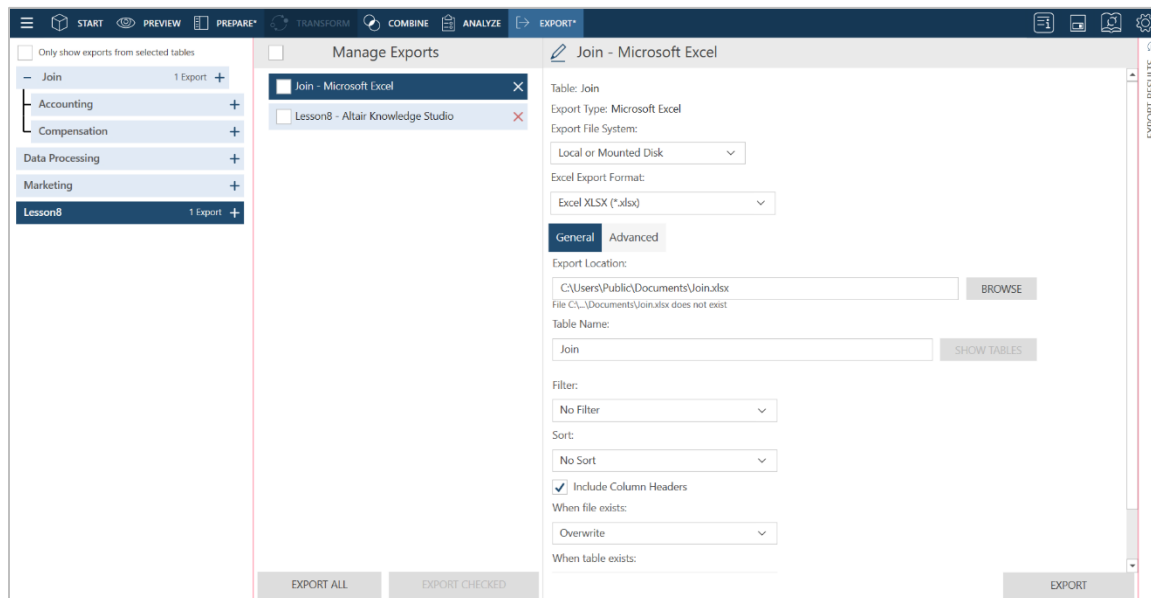 START PREVIEW PREPARE* TRANSFORM COMBINE ANALYZE EXPORT*
Only show exports from selected tables
Join 1 Export +
Accounting +
Compensation +
Data Processing +
Marketing +
Lesson8 1 Export +
Manage Exports
Join - Microsoft Excel
Lesson8 - Altair Knowledge Studio
EXPORT ALL EXPORT CHECKED
Join - Microsoft Excel
Table: Join
Export Type: Microsoft Excel
Export File System:
Local or Mounted Disk
Excel Export Format:
Excel XLSX (*.xlsx)
General Advanced
Export Location:
C:\Users\Public\Documents\Join.xlsx BROWSE
File C:\...\Documents\Join.xlsx does not exist
Table Name:
Join SHOW TABLES
Filter:
No Filter
Sort:
No Sort
Include Column Headers
When file exists:
Overwrite
When table exists:
EXPORT
EXPORT RESULTS